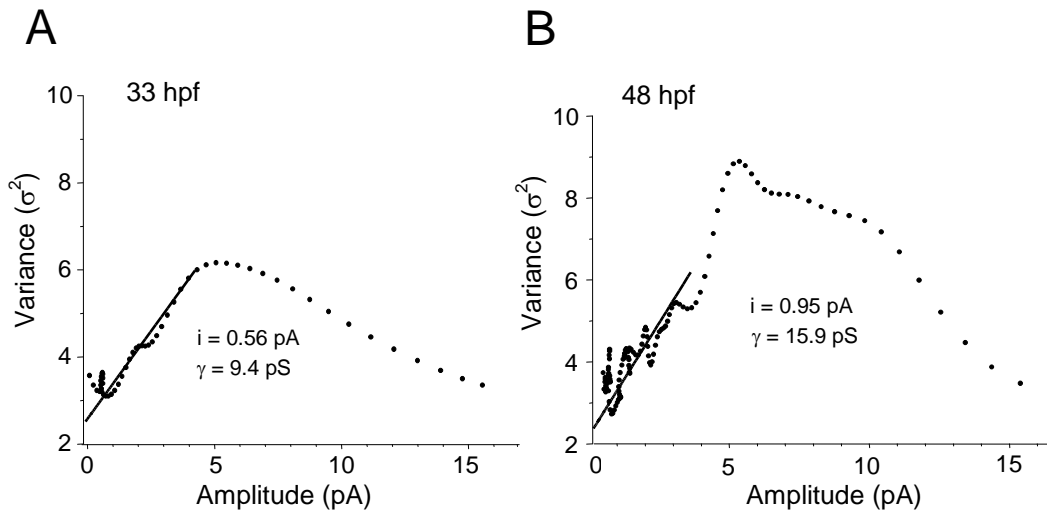 A
33 hpf
10
8
6
4
2
Variance (σ²)
i = 0.56 pA
γ = 9.4 pS
0 5 10 15
Amplitude (pA)
B
48 hpf
10
8
6
4
2
Variance (σ²)
i = 0.95 pA
γ = 15.9 pS
0 5 10 15
Amplitude (pA)